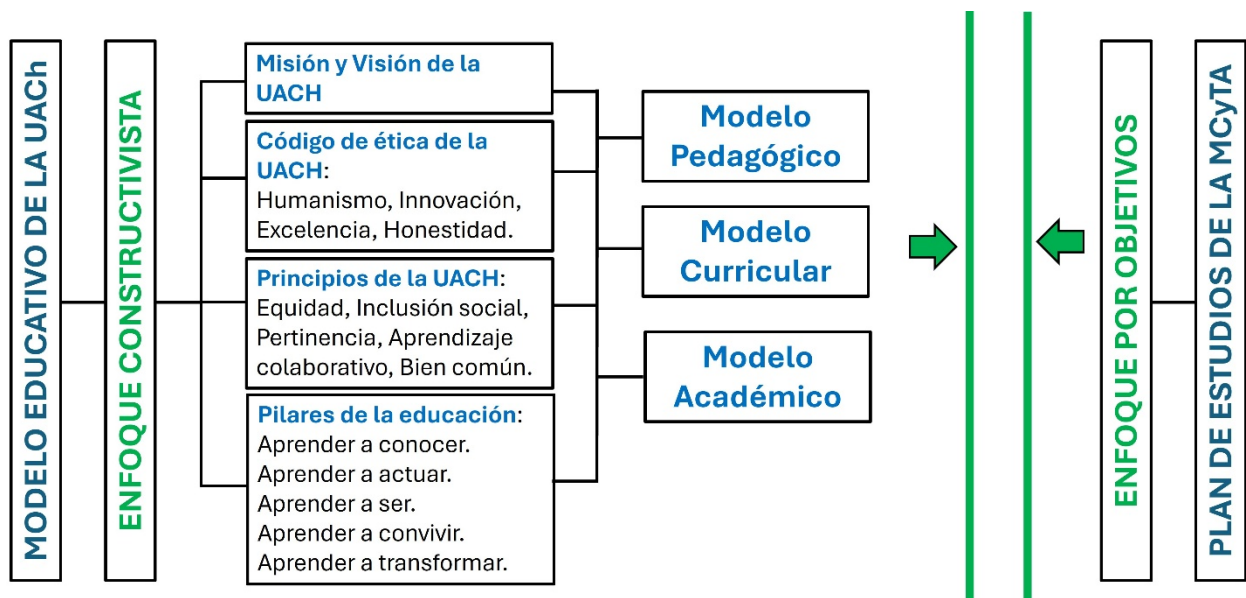 MODELO EDUCATIVO DE LA UACh
ENFOQUE CONSTRUCTIVISTA
Misión y Visión de la
UACH
Código de ética de la
UACH:
Humanismo, Innovación,
Excelencia, Honestidad.
Principios de la UACH:
Equidad, Inclusión social,
Pertinencia, Aprendizaje
colaborativo, Bien común.
Pilares de la educación:
Aprender a conocer.
Aprender a actuar.
Aprender a ser.
Aprender a convivir.
Aprender a transformar.
Modelo
Pedagógico
Modelo
Curricular
Modelo
Académico
ENFOQUE POR OBJETIVOS
PLAN DE ESTUDIOS DE LA MCyTA